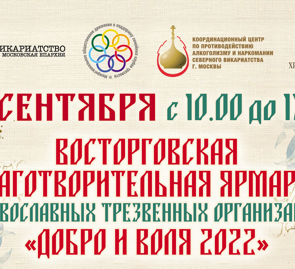 ВИКАРИАТСТВО
МОСКОВСКАЯ ЕПАРХИЯ
КООРДИНАЦИОННЫЙ ЦЕНТР
ПО ПРОТИВОДЕЙСТВИЮ
АЛКОГОЛИЗМУ И НАРКОМАНИИ
СЕВЕРНОГО ВИКАРИАТСТВА
Г. МОСКВЫ
СЕНТЯБРЯ С 10.00 ДО 1
ВОСТОРГОВСКАЯ
АГОТВОРИТЕЛЬНАЯ ЯРМАР
ВОСЛАВНЫХ ТРЕЗВЕННЫХ ОРГАНИЗА
«ДОБРО И ВОЛЯ 2022»